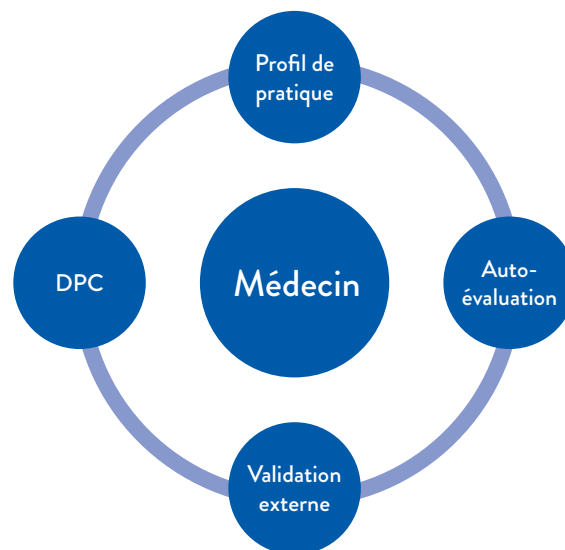 Profil de
pratique
DPC
Médecin
Auto-
évaluation
Validation
externe